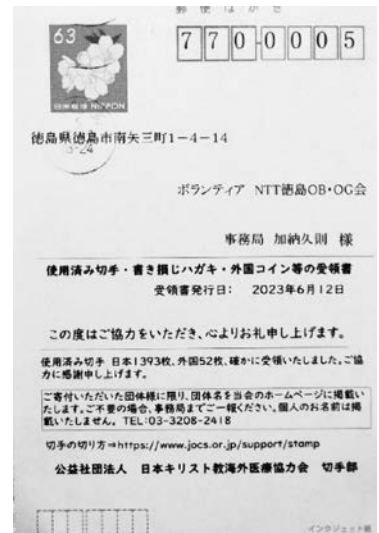 郵便はがき
63
日本郵便 NIPPON
770-0005
徳島県徳島市南矢三町1-4-14
ボランティア NTT徳島OB・OG会
事務局 加納久則 様
使用済み切手・書き損じハガキ・外国コイン等の受領書
受領書発行日: 2023年6月12日
この度はご協力をいただき、心よりお礼申し上げます。
使用済み切手 日本1393枚、外国52枚、確かに受領いたしました。ご協
力に感謝申し上げます。
ご寄付いただいた団体様に限り、団体名を当会のホームページに掲載い
たします。ご不要の場合、事務局までご一報ください。個人のお名前は掲
載いたしません。 TEL:03-3208-2418
切手の切り方⇒https://www.jocs.or.jp/support/stamp
公益社団法人 日本キリスト教海外医療協力会 切手部
インクジェット紙